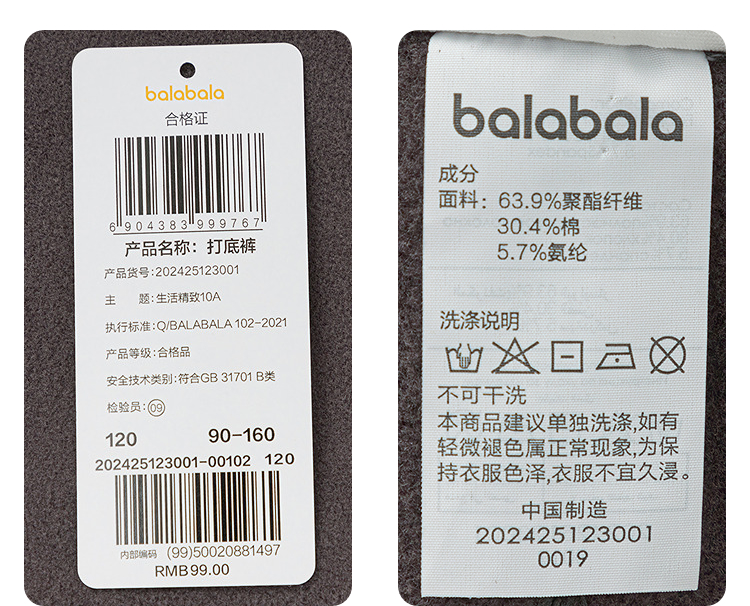 balabala
合格证
6904383999767
产品名称：打底裤
产品货号:202425123001
主 题:生活精致10A
执行标准:Q/BALABALA 102-2021
产品等级:合格品
安全技术类别:符合GB 31701 B类
检验员:09
120 90-160
202425123001-00102 120
内部编码 (99)50020881497
RMB99.00
balabala
成分
面料：63.9%聚酯纤维
30.4%棉
5.7%氨纶
洗涤说明
不可干洗
本商品建议单独洗涤,如有
轻微褪色属正常现象,为保
持衣服色泽,衣服不宜久浸。
中国制造
202425123001
0019